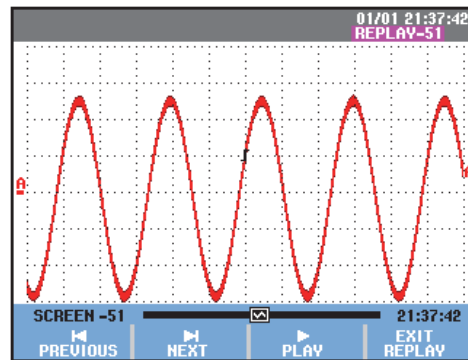 01/01 21:37:42
REPLAY-51
A
SCREEN -51 21:37:42
PREVIOUS NEXT PLAY EXIT REPLAY